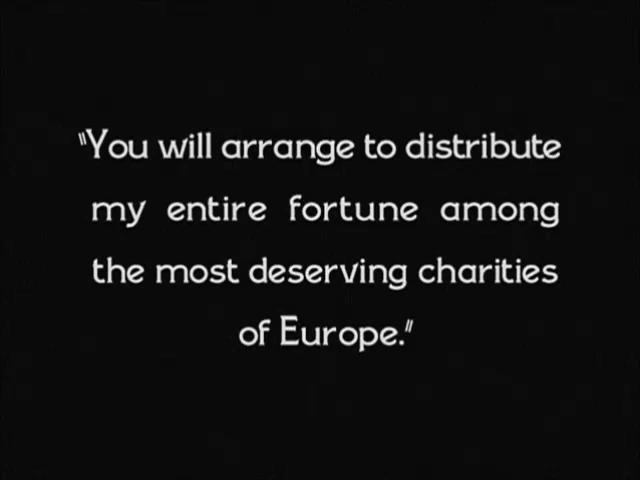 "You will arrange to distribute
my entire fortune among
the most deserving charities
of Europe."